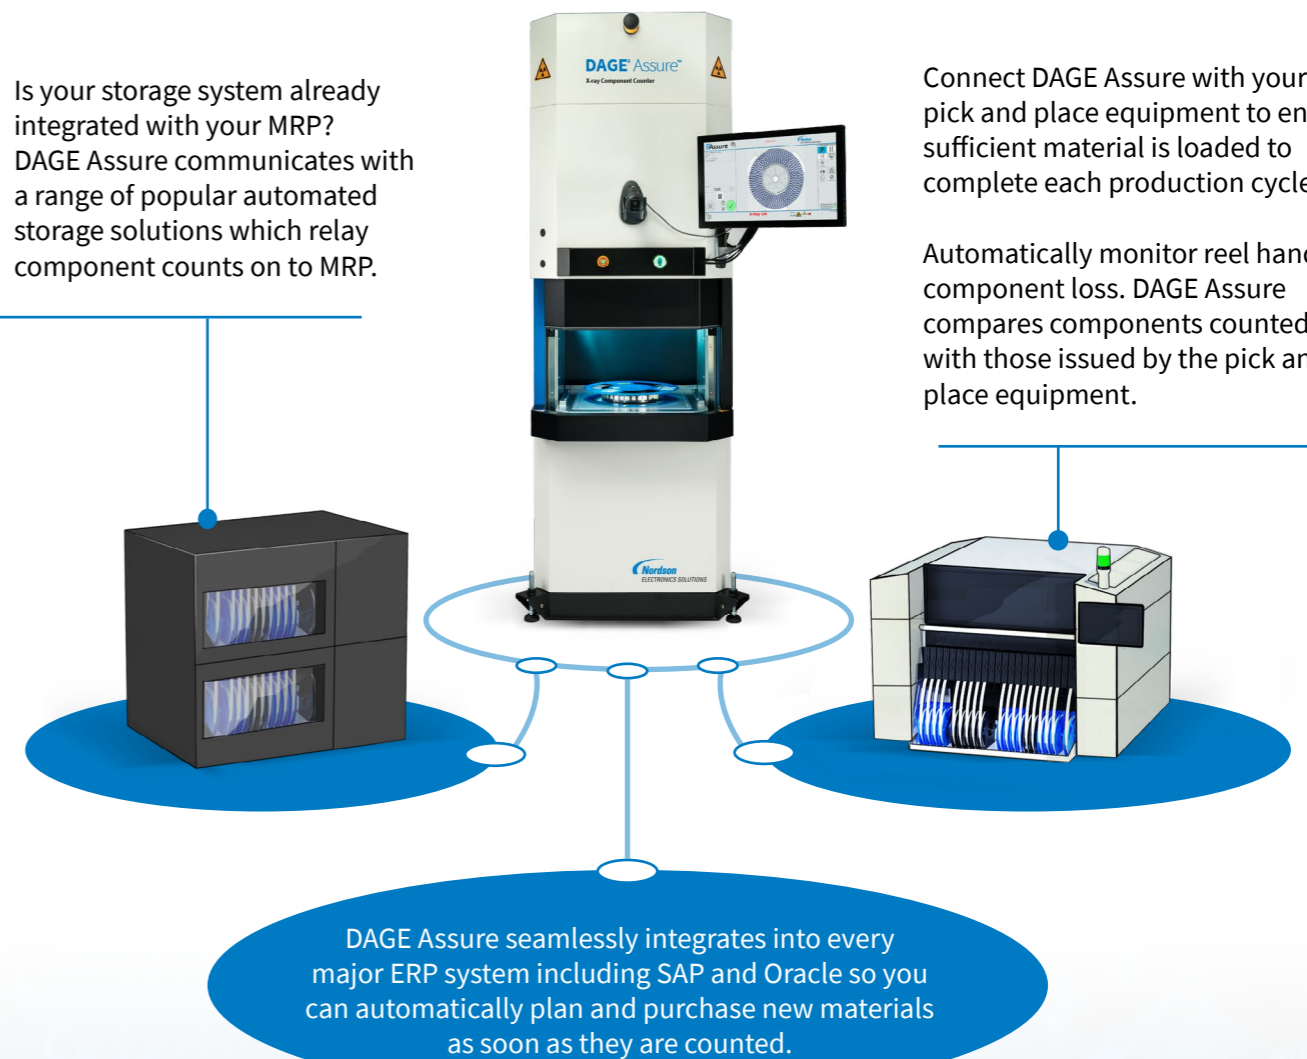 Is your storage system already
integrated with your MRP?
DAGE Assure communicates with
a range of popular automated
storage solutions which relay
component counts on to MRP.
DAGE® Assure™
X-ray Component Counter
Assure
Nordson
X-Ray ON
Nordson
ELECTRONICS SOLUTIONS
Connect DAGE Assure with your
pick and place equipment to en
sufficient material is loaded to
complete each production cycle
Automatically monitor reel hand
component loss. DAGE Assure
compares components counted
with those issued by the pick an
place equipment.
DAGE Assure seamlessly integrates into every
major ERP system including SAP and Oracle so you
can automatically plan and purchase new materials
as soon as they are counted.